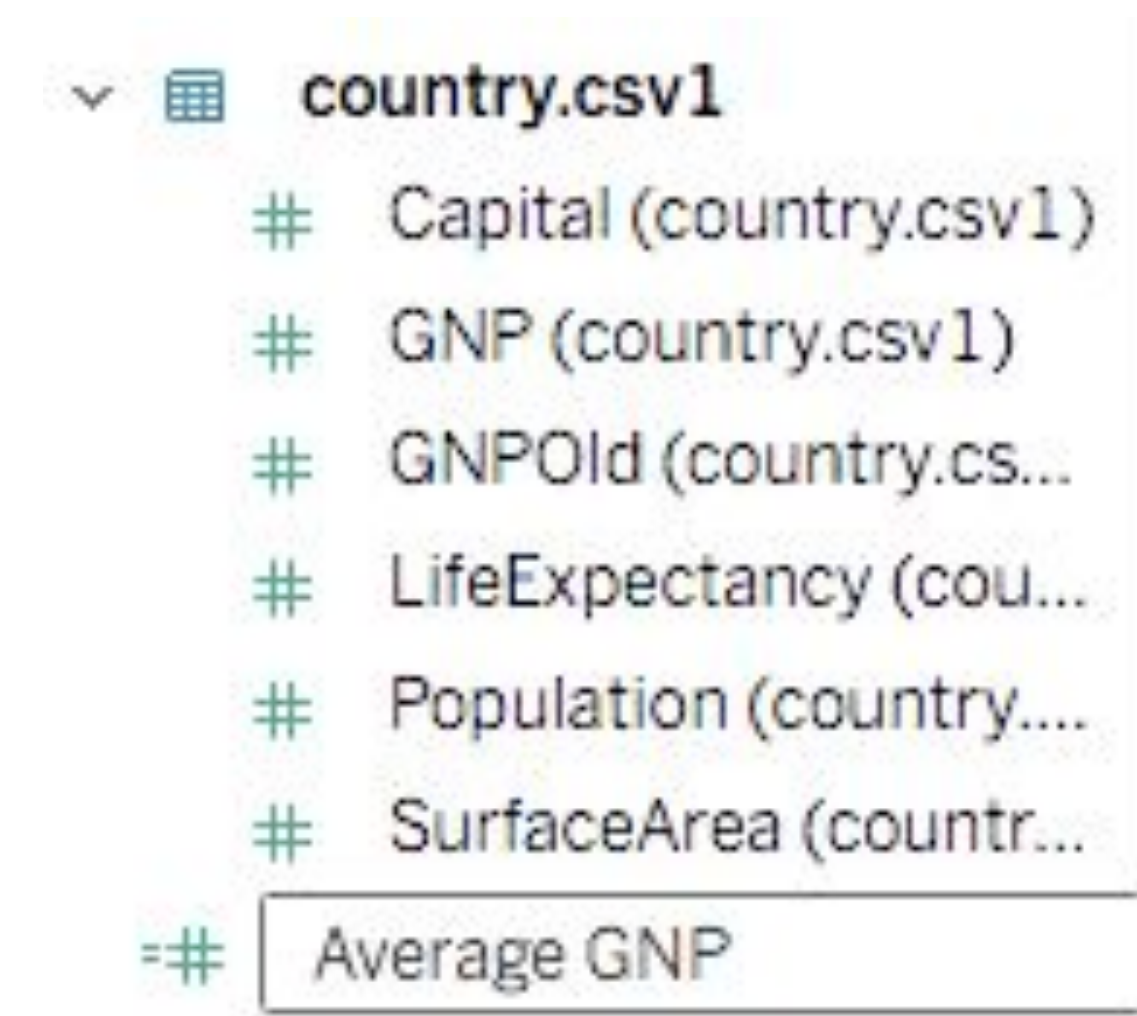 country.csv1
Capital (country.csv1)
GNP (country.csv1)
GNPOld (country.cs...
LifeExpectancy (cou...
Population (country....
SurfaceArea (countr...
Average GNP